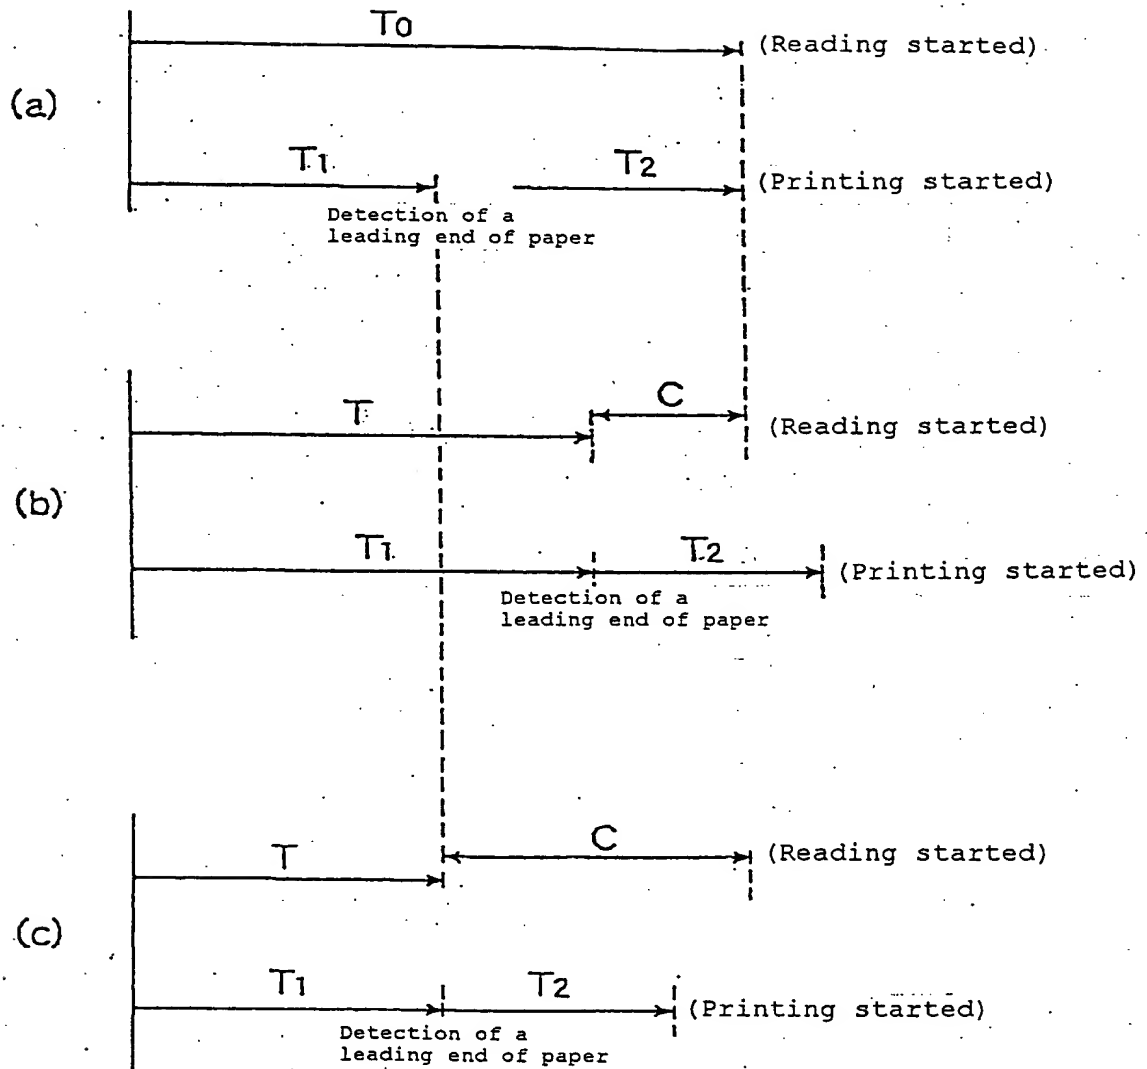 T0
(Reading started)
(a)
T1
T2
(Printing started)
Detection of a
leading end of paper
T
C
(Reading started)
(b)
T1
T2
(Printing started)
Detection of a
leading end of paper
T
C
(Reading started)
(c)
T1
T2
(Printing started)
Detection of a
leading end of paper